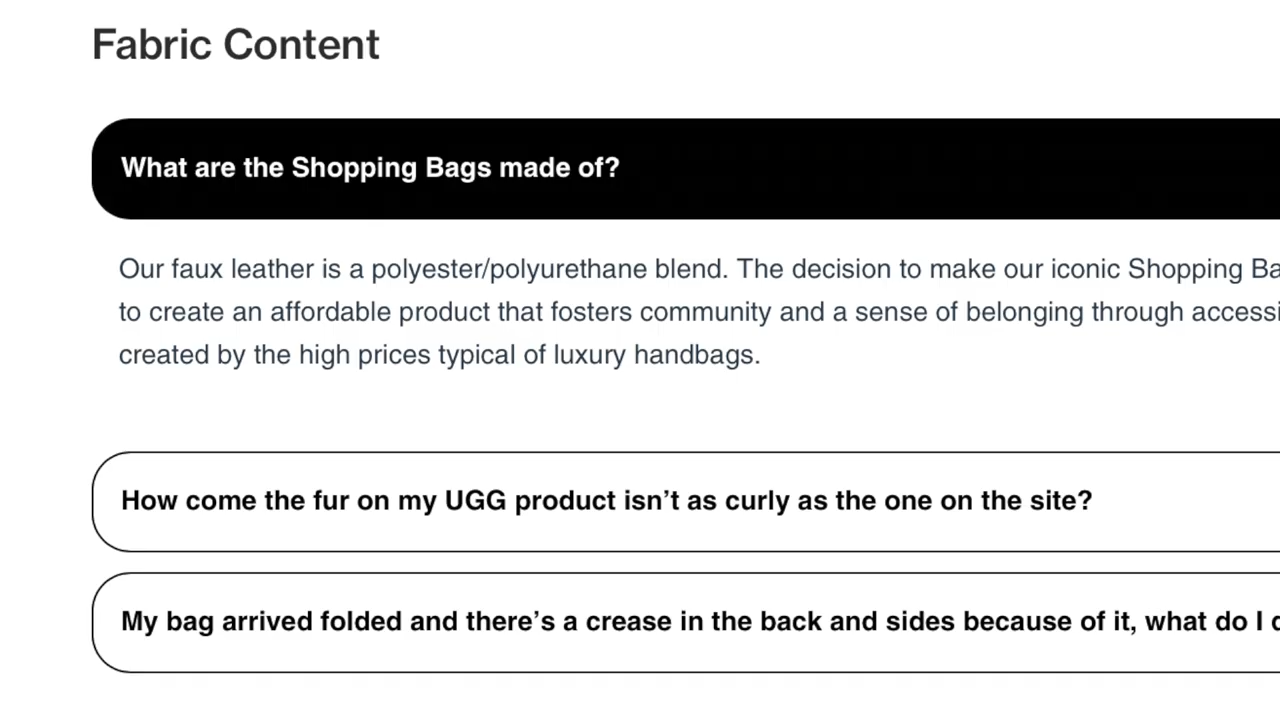 Fabric Content
What are the Shopping Bags made of?
Our faux leather is a polyester/polyurethane blend. The decision to make our iconic Shopping
to create an affordable product that fosters community and a sense of belonging through
created by the high prices typical of luxury handbags.
How come the fur on my UGG product isn’t as curly as the one on the site?
My bag arrived folded and there’s a crease in the back and sides because of it, what do I